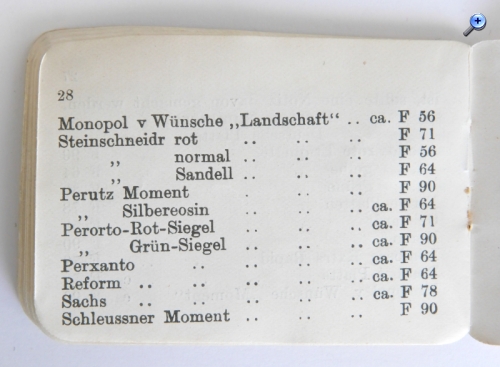 28
Monopol v Wünsche „Landschaft“ .. ca. F 56
Steinschneidr rot .. .. .. F 71
„ normal .. .. .. F 56
„ Sandell .. .. .. F 64
Perutz Moment . .. .. F 90
„ Silbereosin .. .. .. ca. F 64
Perorto-Rot-Siegel .. .. .. ca. F 71
„ Grün-Siegel .. .. .. ca. F 90
Perxanto .. .. .. .. ca. F 64
Reform .. .. .. .. .. ca. F 64
Sachs .. .. .. .. .. ca. F 78
Schleussner Moment .. .. .. F 90